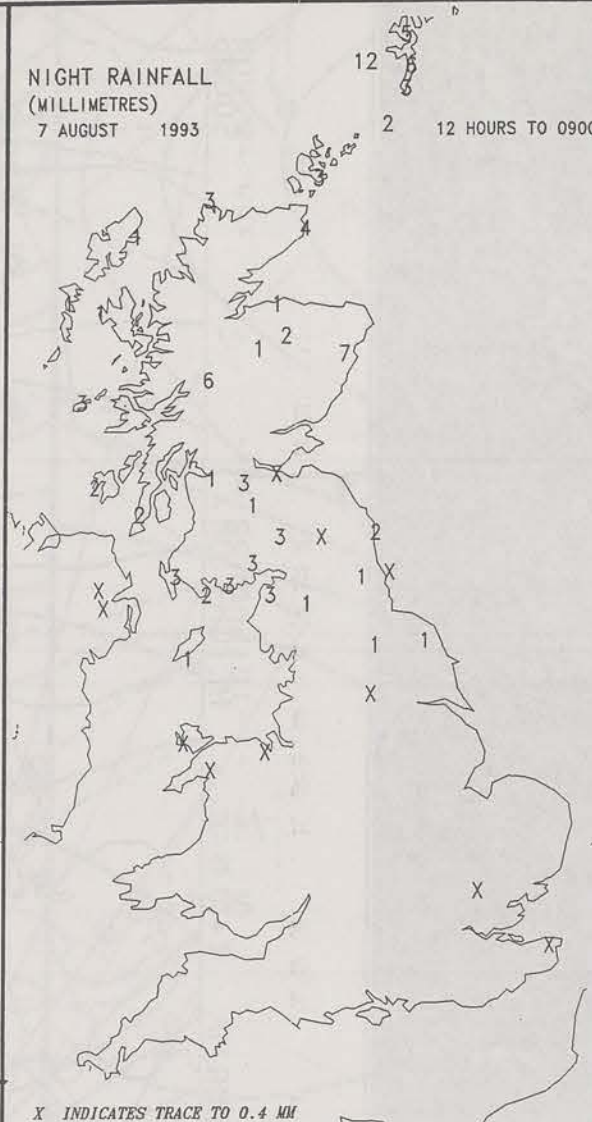 NIGHT RAINFALL
(MILLIMETRES)
7 AUGUST 1993
12
2 12 HOURS TO 0900
3
4
4
1
2
1 7
6
3
1 3 X
2
1
2
2
3 X
3
X
3 1
3
X
2 3
1
X
1
1
1
X
X
X
X
X
X
X INDICATES TRACE TO 0.4 MM